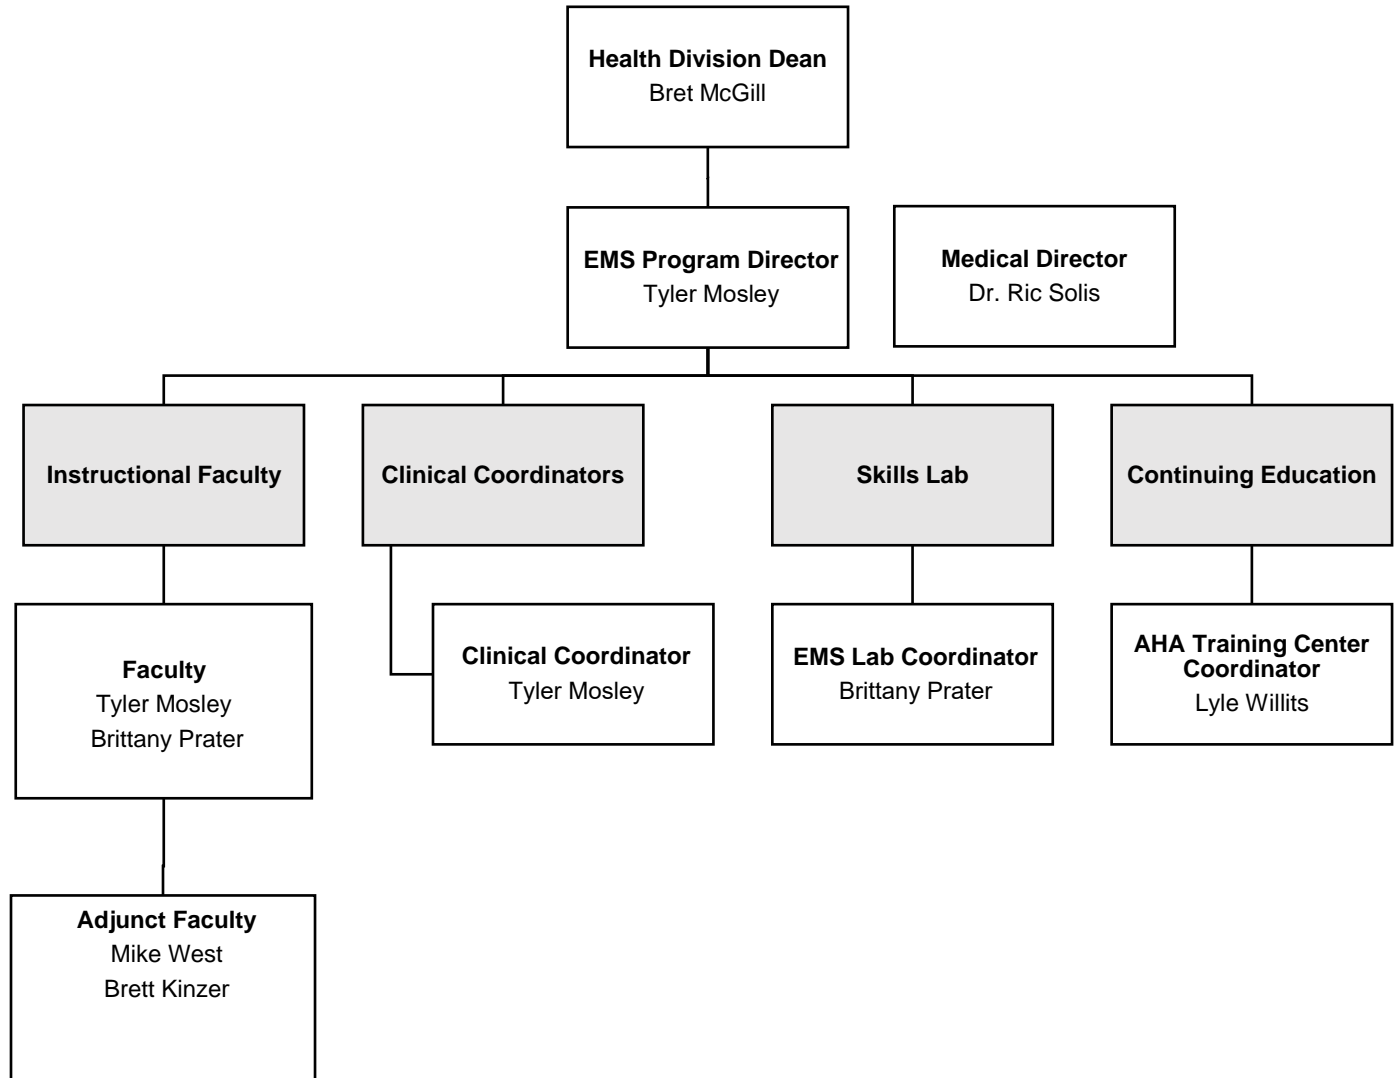 Health Division Dean
Bret McGill
EMS Program Director
Tyler Mosley
Medical Director
Dr. Ric Solis
Instructional Faculty
Clinical Coordinators
Skills Lab
Continuing Education
Faculty
Tyler Mosley
Brittany Prater
Clinical Coordinator
Tyler Mosley
EMS Lab Coordinator
Brittany Prater
AHA Training Center
Coordinator
Lyle Willits
Adjunct Faculty
Mike West
Brett Kinzer